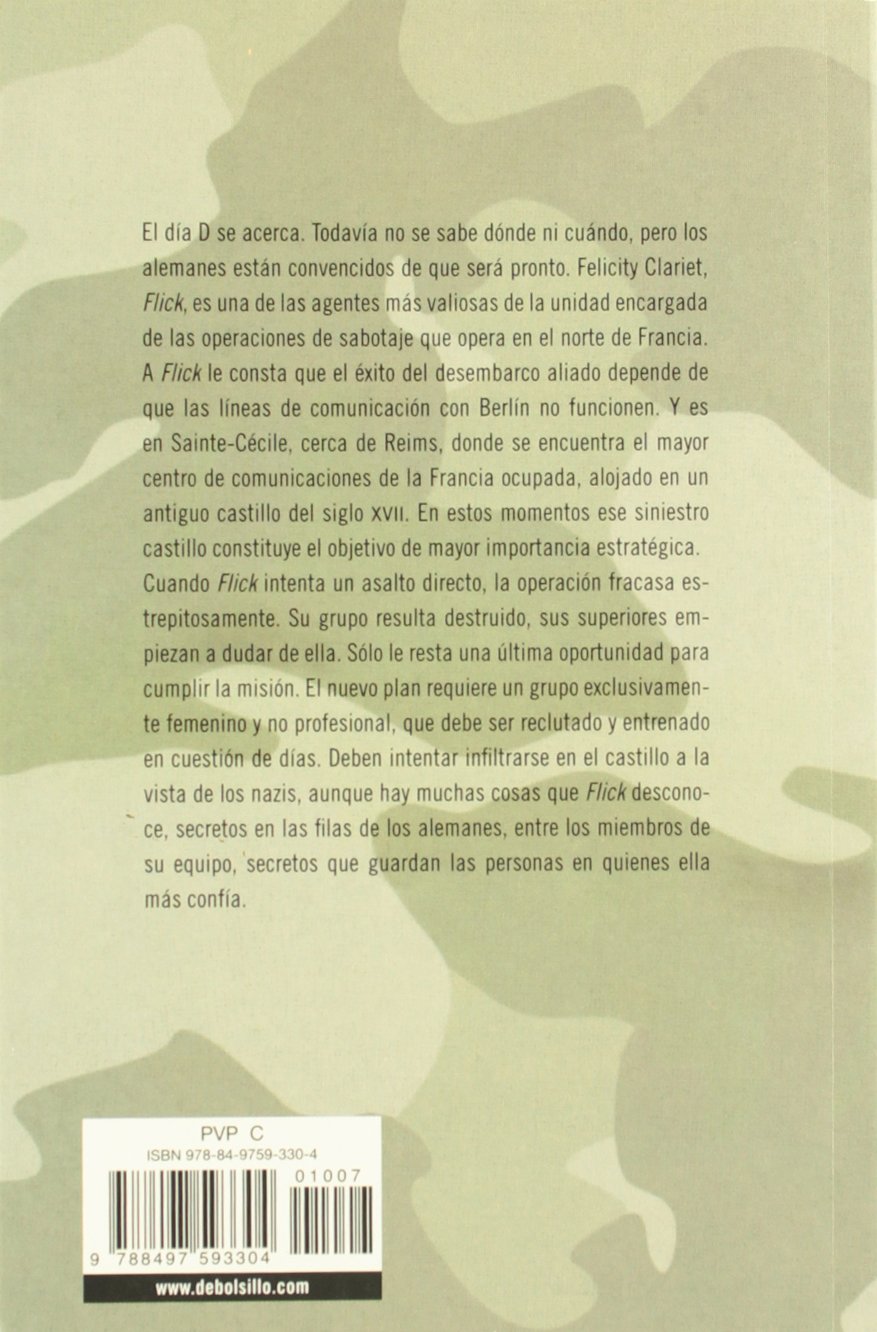 El día D se acerca. Todavía no se sabe dónde ni cuándo, pero los
alemanes están convencidos de que será pronto. Felicity Clariet,
Flick, es una de las agentes más valiosas de la unidad encargada
de las operaciones de sabotaje que opera en el norte de Francia.
A Flick le consta que el éxito del desembarco aliado depende de
que las líneas de comunicación con Berlín no funcionen. Y es
en Sainte-Cécile, cerca de Reims, donde se encuentra el mayor
centro de comunicaciones de la Francia ocupada, alojado en un
antiguo castillo del siglo XVII. En estos momentos ese siniestro
castillo constituye el objetivo de mayor importancia estratégica.
Cuando Flick intenta un asalto directo, la operación fracasa es-
trepitosamente. Su grupo resulta destruido, sus superiores em-
piezan a dudar de ella. Sólo le resta una última oportunidad para
cumplir la misión. El nuevo plan requiere un grupo exclusivamen-
te femenino y no profesional, que debe ser reclutado y entrenado
en cuestión de días. Deben intentar infiltrarse en el castillo a la
vista de los nazis, aunque hay muchas cosas que Flick descono-
ce, secretos en las filas de los alemanes, entre los miembros de
su equipo, secretos que guardan las personas en quienes ella
más confía.
PVP C
ISBN 978-84-9759-330-4
01007
9 788497 593304
www.debolsillo.com